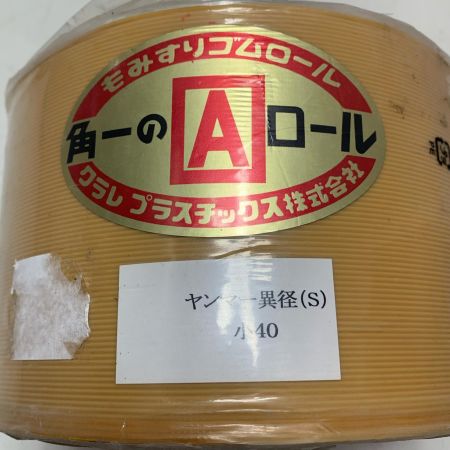 もみすりゴムロール
角一の A ロール
クラレプラスチックス株式会社
ヤンマー異径(S)
小40